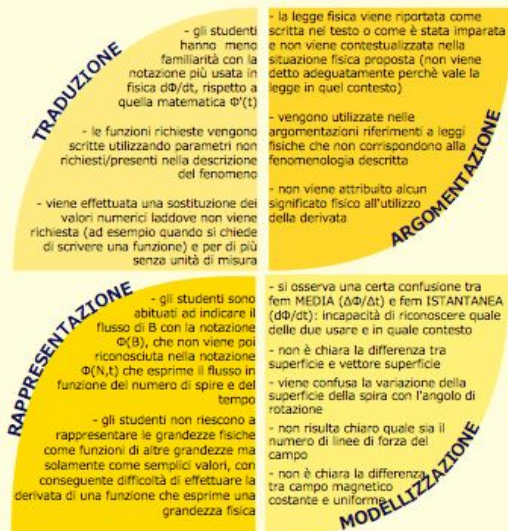 TRADUZIONE
- gli studenti
hanno meno
familiarità con la
notazione più usata in
fisica dΦ/dt, rispetto a
quella matematica Φ'(t)
- le funzioni richieste vengono
scritte utilizzando parametri non
richiesti/presenti nella descrizione
del fenomeno
- viene effettuata una sostituzione dei
valori numerici laddove non viene
richiesta (ad esempio quando si chiede
di scrivere una funzione) e per di più
senza unità di misura
- la legge fisica viene riportata come
scritta nel testo o come è stata imparata
e non viene contestualizzata nella
situazione fisica proposta (non viene
detto adeguatamente perché vale la
legge in quel contesto)
- vengono utilizzate nelle
argomentazioni riferimenti a leggi
fisiche che non corrispondono alla
fenomenologia descritta
- non viene attribuito alcun
significato fisico all'utilizzo
della derivata
ARGOMENTAZIONE
RAPPRESENTAZIONE
- gli studenti sono
abituati ad indicare il
flusso di B con la notazione
Φ(B), che non viene poi
riconosciuta nella notazione
Φ(N,t) che esprime il flusso in
funzione del numero di spire e del
tempo
- gli studenti non riescono a
rappresentare le grandezze fisiche
come funzioni di altre grandezze ma
solamente come semplici valori, con
conseguente difficoltà di effettuare la
derivata di una funzione che esprime una
grandezza fisica
- si osserva una certa confusione tra
fem MEDIA (ΔΦ/Δt) e fem ISTANTANEA
(dΦ/dt): incapacità di riconoscere quale
delle due usare e in quale contesto
- non è chiara la differenza tra
superficie e vettore superficie
- viene confusa la variazione della
superficie della spira con l'angolo di
rotazione
- non risulta chiaro quale sia il
numero di linee di forza del
campo
- non è chiara la differenza
tra campo magnetico
costante e uniforme
MODELLIZZAZIONE